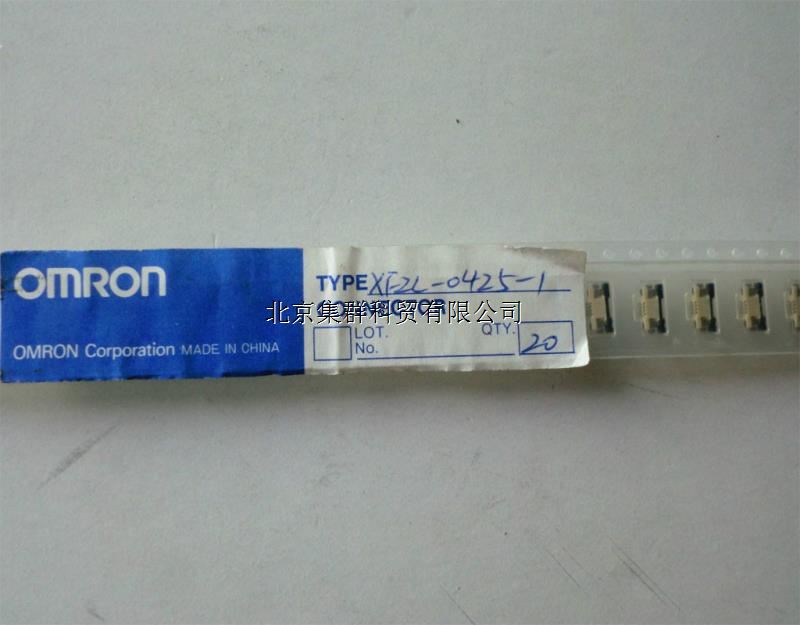 OMRON
OMRON Corporation MADE IN CHINA
TYPE XF2L-0425-1
CONNECTOR
LOT.
No.
QTY.
20
北京集群科贸有限公司